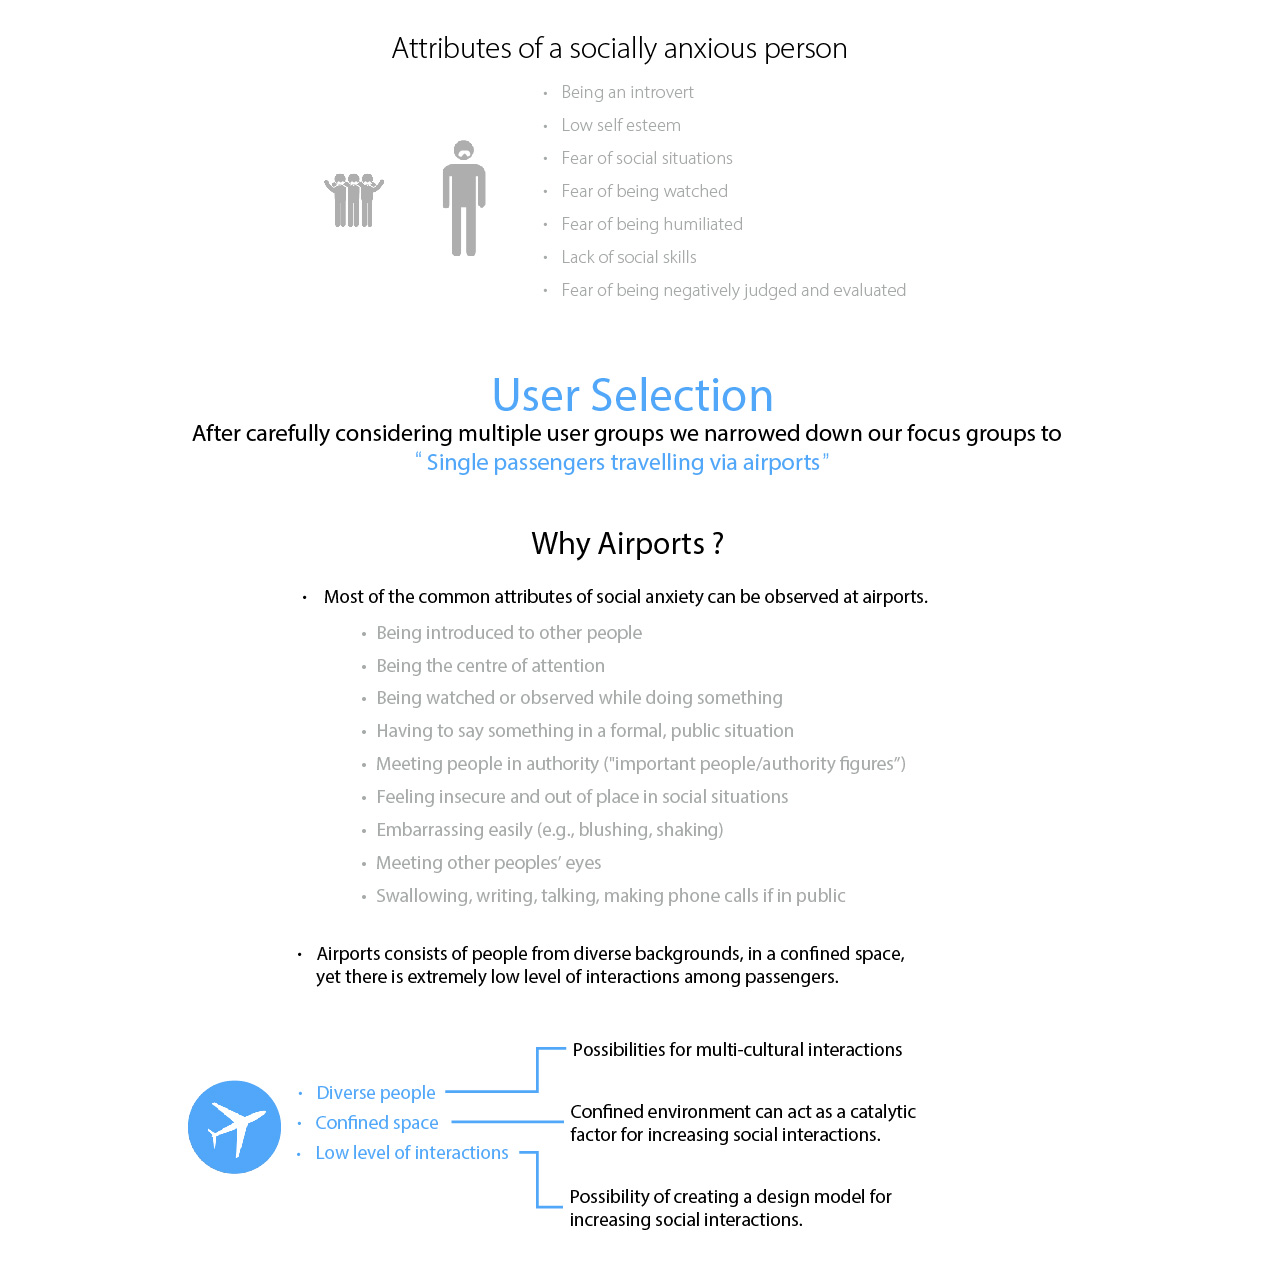 Attributes of a socially anxious person
• Being an introvert
• Low self esteem
• Fear of social situations
• Fear of being watched
• Fear of being humiliated
• Lack of social skills
• Fear of being negatively judged and evaluated
User Selection
After carefully considering multiple user groups we narrowed down our focus groups to
“ Single passengers travelling via airports”
Why Airports ?
• Most of the common attributes of social anxiety can be observed at airports.
• Being introduced to other people
• Being the centre of attention
• Being watched or observed while doing something
• Having to say something in a formal, public situation
• Meeting people in authority ("important people/authority figures”)
• Feeling insecure and out of place in social situations
• Embarrassing easily (e.g., blushing, shaking)
• Meeting other peoples’ eyes
• Swallowing, writing, talking, making phone calls if in public
• Airports consists of people from diverse backgrounds, in a confined space,
yet there is extremely low level of interactions among passengers.
• Diverse people
• Confined space
• Low level of interactions
Possibilities for multi-cultural interactions
Confined environment can act as a catalytic
factor for increasing social interactions.
Possibility of creating a design model for
increasing social interactions.